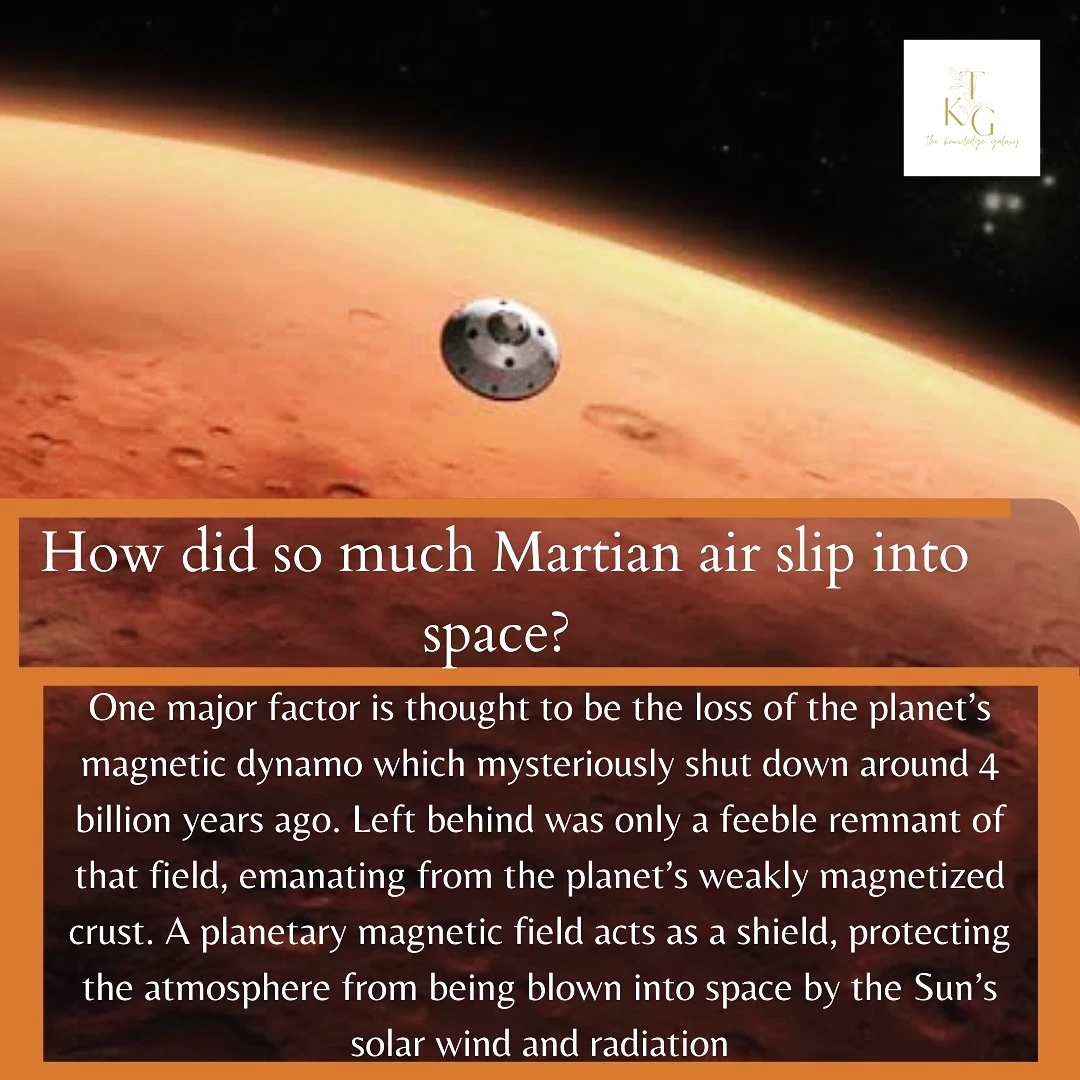 T
K G
the knowledge galaxy
How did so much Martian air slip into
space?
One major factor is thought to be the loss of the planet’s
magnetic dynamo which mysteriously shut down around 4
billion years ago. Left behind was only a feeble remnant of
that field, emanating from the planet’s weakly magnetized
crust. A planetary magnetic field acts as a shield, protecting
the atmosphere from being blown into space by the Sun’s
solar wind and radiation